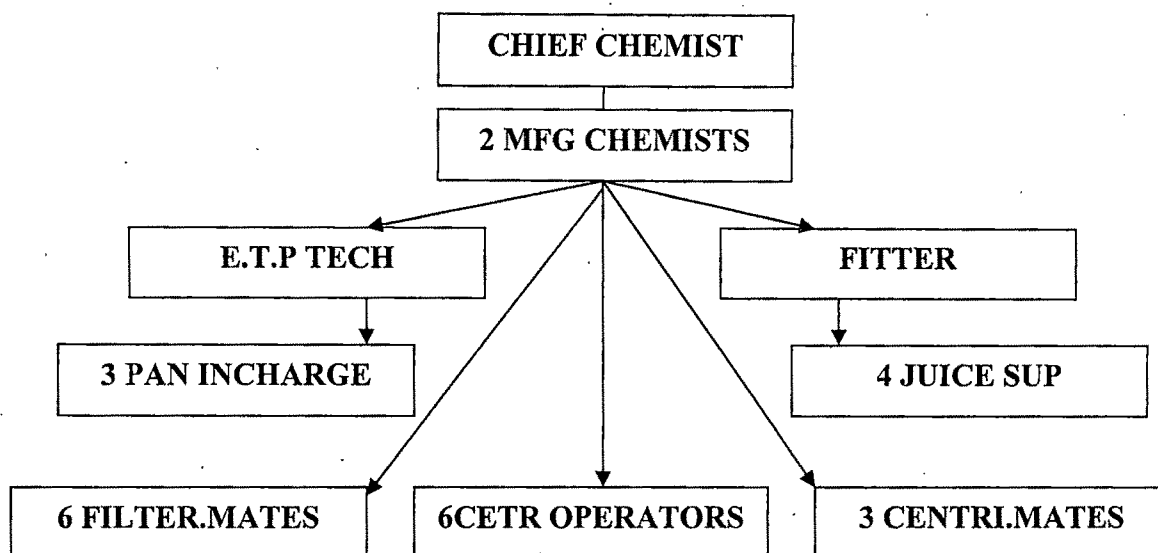 CHIEF CHEMIST
2 MFG CHEMISTS
E.T.P TECH
FITTER
3 PAN INCHARGE
4 JUICE SUP
6 FILTER.MATES
6CETR OPERATORS
3 CENTRI.MATES